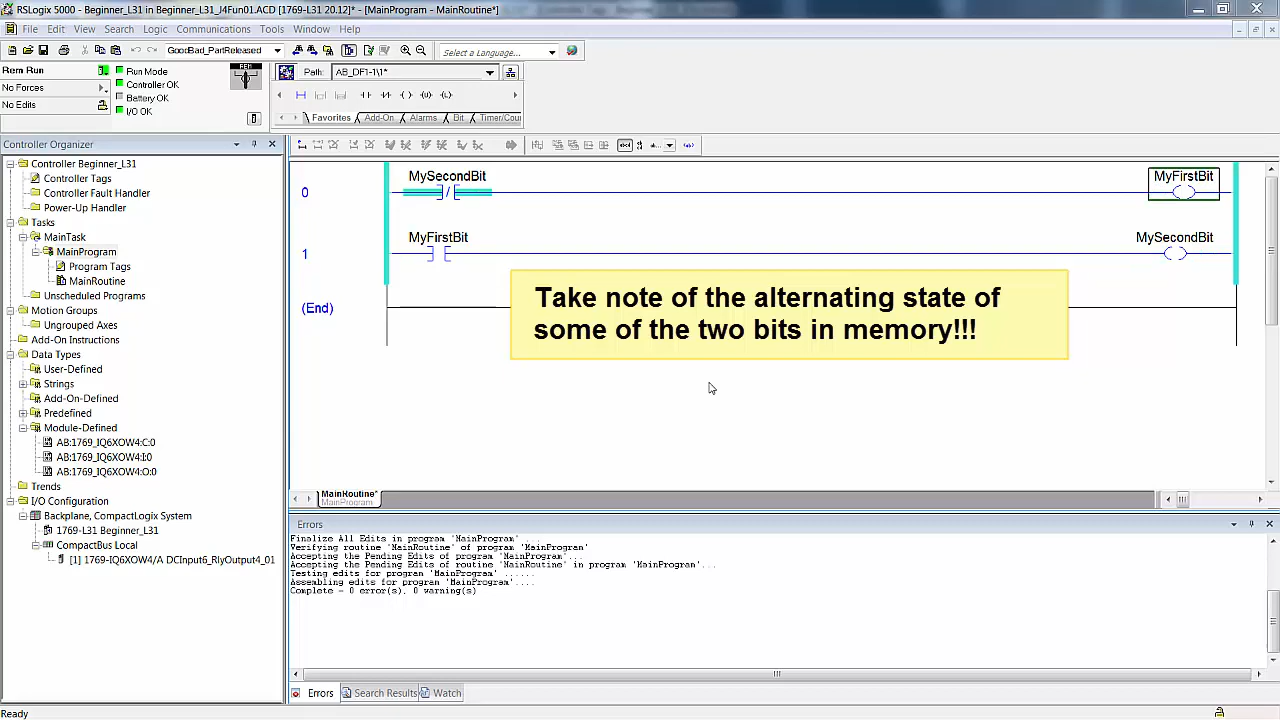 RSLogix 5000 - Beginner_L31 in Beginner_L31_J4Fun01.ACD [1769-L31 20.12]* - [MainProgram - MainRoutine*]
File Edit View Search Logic Communications Tools Window Help
GoodBad_PartReleased
Select a Language...
Rem Run
No Forces
No Edits
Run Mode
Controller OK
Battery OK
I/O OK
REM
Path: AB_DF1-1\1*
Favorites Add-On Alarms Bit Timer/Cou
Controller Organizer
Controller Beginner_L31
Controller Tags
Controller Fault Handler
Power-Up Handler
Tasks
MainTask
MainProgram
Program Tags
MainRoutine
Unscheduled Programs
Motion Groups
Ungrouped Axes
Add-On Instructions
Data Types
User-Defined
Strings
Add-On-Defined
Predefined
Module-Defined
AB:1769_IQ6XOW4:C:0
AB:1769_IQ6XOW4:I:0
AB:1769_IQ6XOW4:O:0
Trends
I/O Configuration
Backplane, CompactLogix System
1769-L31 Beginner_L31
CompactBus Local
[1] 1769-IQ6XOW4/A DCInput6_RlyOutput4_01
MySecondBit MyFirstBit
0
MyFirstBit MySecondBit
1
(End)
Take note of the alternating state of
some of the two bits in memory!!!
MainRoutine*
MainProgram
Errors
Finalize All Edits in program 'MainProgram' ...
Verifying routine 'MainRoutine' of program 'MainProgram'
Accepting the Pending Edits of program 'MainProgram'...
Accepting the Pending Edits of routine 'MainRoutine' in program 'MainProgram'...
Testing edits for program 'MainProgram' ......
Assembling edits for program 'MainProgram'....
Complete - 0 error(s), 0 warning(s)
Errors Search Results Watch
Ready